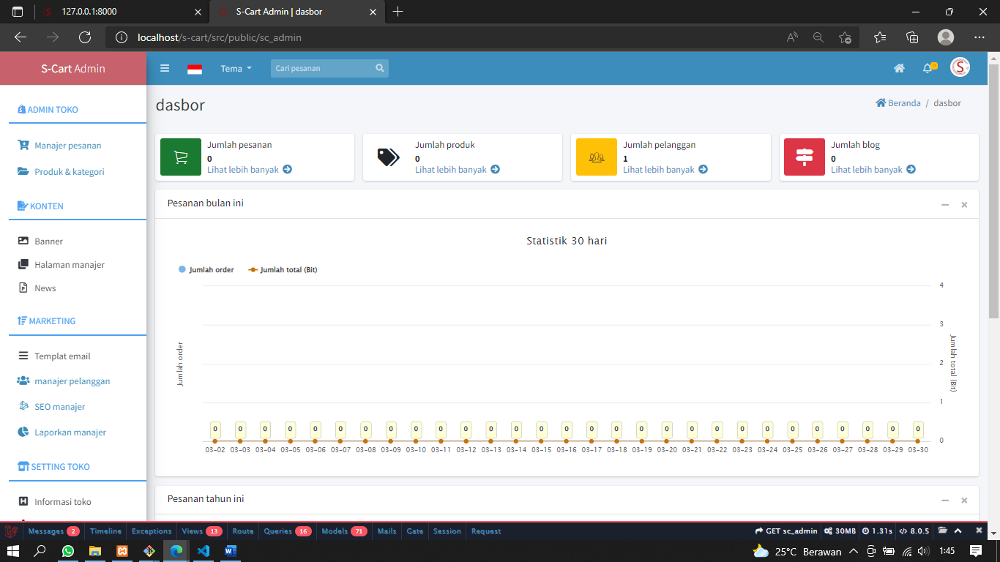 127.0.0.1:8000
S-Cart Admin | dasbor
localhost/s-cart/src/public/sc_admin
S-Cart Admin
Tema
Cari pesanan
0
dasbor
Beranda / dasbor
ADMIN TOKO
Manajer pesanan
Produk & kategori
KONTEN
Banner
Halaman manajer
News
MARKETING
Templat email
manajer pelanggan
SEO manajer
Laporkan manajer
SETTING TOKO
Informasi toko
Jumlah pesanan
0
Lihat lebih banyak
Jumlah produk
0
Lihat lebih banyak
Jumlah pelanggan
1
Lihat lebih banyak
Jumlah blog
0
Lihat lebih banyak
Pesanan bulan ini
Statistik 30 hari
Jumlah order
Jumlah total (Bit)
Jumlah order
4
3
2
1
0
Jumlah total (Bit)
0 0 0 0 0 0 0 0 0 0 0 0 0 0 0 0 0 0 0 0 0 0 0 0 0 0 0 0 0
03-02 03-03 03-04 03-05 03-06 03-07 03-08 03-09 03-10 03-11 03-12 03-13 03-14 03-15 03-16 03-17 03-18 03-19 03-20 03-21 03-22 03-23 03-24 03-25 03-26 03-27 03-28 03-29 03-30
Pesanan tahun ini
Messages 2 Timeline Exceptions Views 13 Route Queries 16 Models 71 Mails Gate Session Request
GET sc_admin 30MB 1.31s 8.0.5
25°C Berawan
1:45